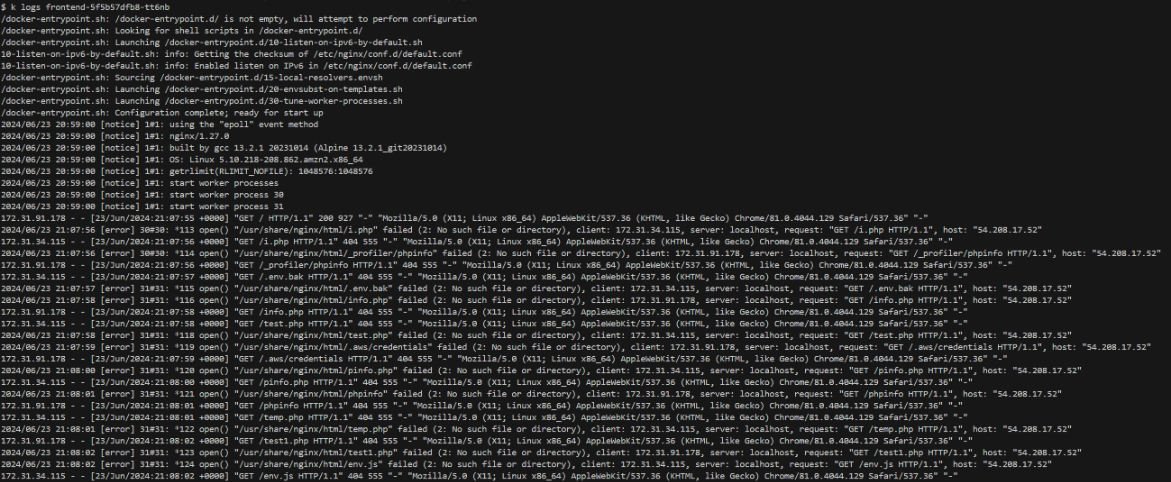 $ k logs frontend-5f5b57dfb8-tt6nb
/docker-entrypoint.sh: /docker-entrypoint.d/ is not empty, will attempt to perform configuration
/docker-entrypoint.sh: Looking for shell scripts in /docker-entrypoint.d/
/docker-entrypoint.sh: Launching /docker-entrypoint.d/10-listen-on-ipv6-by-default.sh
10-listen-on-ipv6-by-default.sh: info: Getting the checksum of /etc/nginx/conf.d/default.conf
10-listen-on-ipv6-by-default.sh: info: Enabled listen on IPv6 in /etc/nginx/conf.d/default.conf
/docker-entrypoint.sh: Sourcing /docker-entrypoint.d/15-local-resolvers.envsh
/docker-entrypoint.sh: Launching /docker-entrypoint.d/20-envsubst-on-templates.sh
/docker-entrypoint.sh: Launching /docker-entrypoint.d/30-tune-worker-processes.sh
/docker-entrypoint.sh: Configuration complete; ready for start up
2024/06/23 20:59:00 [notice] 1#1: using the "epoll" event method
2024/06/23 20:59:00 [notice] 1#1: nginx/1.27.0
2024/06/23 20:59:00 [notice] 1#1: built by gcc 13.2.1 20231014 (Alpine 13.2.1_git20231014)
2024/06/23 20:59:00 [notice] 1#1: OS: Linux 5.10.218-208.862.amzn2.x86_64
2024/06/23 20:59:00 [notice] 1#1: getrlimit(RLIMIT_NOFILE): 1048576:1048576
2024/06/23 20:59:00 [notice] 1#1: start worker processes
2024/06/23 20:59:00 [notice] 1#1: start worker process 30
2024/06/23 20:59:00 [notice] 1#1: start worker process 31
172.31.91.178 - - [23/Jun/2024:21:07:55 +0000] "GET / HTTP/1.1" 200 927 "-" "Mozilla/5.0 (X11; Linux x86_64) AppleWebKit/537.36 (KHTML, like Gecko) Chrome/81.0.4044.129 Safari/537.36" "-"
2024/06/23 21:07:56 [error] 30#30: *113 open() "/usr/share/nginx/html/i.php" failed (2: No such file or directory), client: 172.31.34.115, server: localhost, request: "GET /i.php HTTP/1.1", host: "54.208.17.52"
172.31.34.115 - - [23/Jun/2024:21:07:56 +0000] "GET /i.php HTTP/1.1" 404 555 "-" "Mozilla/5.0 (X11; Linux x86_64) AppleWebKit/537.36 (KHTML, like Gecko) Chrome/81.0.4044.129 Safari/537.36" "-"
2024/06/23 21:07:56 [error] 30#30: *114 open() "/usr/share/nginx/html/_profiler/phpinfo" failed (2: No such file or directory), client: 172.31.91.178, server: localhost, request: "GET /_profiler/phpinfo HTTP/1.1", host: "54.208.17.52"
172.31.91.178 - - [23/Jun/2024:21:07:56 +0000] "GET /_profiler/phpinfo HTTP/1.1" 404 555 "-" "Mozilla/5.0 (X11; Linux x86_64) AppleWebKit/537.36 (KHTML, like Gecko) Chrome/81.0.4044.129 Safari/537.36" "-"
172.31.34.115 - - [23/Jun/2024:21:07:57 +0000] "GET /.env.bak HTTP/1.1" 404 555 "-" "Mozilla/5.0 (X11; Linux x86_64) AppleWebKit/537.36 (KHTML, like Gecko) Chrome/81.0.4044.129 Safari/537.36" "-"
2024/06/23 21:07:57 [error] 31#31: *115 open() "/usr/share/nginx/html/.env.bak" failed (2: No such file or directory), client: 172.31.34.115, server: localhost, request: "GET /.env.bak HTTP/1.1", host: "54.208.17.52"
2024/06/23 21:07:58 [error] 31#31: *116 open() "/usr/share/nginx/html/info.php" failed (2: No such file or directory), client: 172.31.91.178, server: localhost, request: "GET /info.php HTTP/1.1", host: "54.208.17.52"
172.31.91.178 - - [23/Jun/2024:21:07:58 +0000] "GET /info.php HTTP/1.1" 404 555 "-" "Mozilla/5.0 (X11; Linux x86_64) AppleWebKit/537.36 (KHTML, like Gecko) Chrome/81.0.4044.129 Safari/537.36" "-"
172.31.34.115 - - [23/Jun/2024:21:07:58 +0000] "GET /test.php HTTP/1.1" 404 555 "-" "Mozilla/5.0 (X11; Linux x86_64) AppleWebKit/537.36 (KHTML, like Gecko) Chrome/81.0.4044.129 Safari/537.36" "-"
2024/06/23 21:07:58 [error] 31#31: *118 open() "/usr/share/nginx/html/test.php" failed (2: No such file or directory), client: 172.31.34.115, server: localhost, request: "GET /test.php HTTP/1.1", host: "54.208.17.52"
2024/06/23 21:07:59 [error] 31#31: *119 open() "/usr/share/nginx/html/.aws/credentials" failed (2: No such file or directory), client: 172.31.91.178, server: localhost, request: "GET /.aws/credentials HTTP/1.1", host: "54.208.17.52"
172.31.91.178 - - [23/Jun/2024:21:07:59 +0000] "GET /.aws/credentials HTTP/1.1" 404 555 "-" "Mozilla/5.0 (X11; Linux x86_64) AppleWebKit/537.36 (KHTML, like Gecko) Chrome/81.0.4044.129 Safari/537.36" "-"
2024/06/23 21:08:00 [error] 31#31: *120 open() "/usr/share/nginx/html/pinfo.php" failed (2: No such file or directory), client: 172.31.34.115, server: localhost, request: "GET /pinfo.php HTTP/1.1", host: "54.208.17.52"
172.31.34.115 - - [23/Jun/2024:21:08:00 +0000] "GET /pinfo.php HTTP/1.1" 404 555 "-" "Mozilla/5.0 (X11; Linux x86_64) AppleWebKit/537.36 (KHTML, like Gecko) Chrome/81.0.4044.129 Safari/537.36" "-"
2024/06/23 21:08:01 [error] 31#31: *121 open() "/usr/share/nginx/html/phpinfo" failed (2: No such file or directory), client: 172.31.91.178, server: localhost, request: "GET /phpinfo HTTP/1.1", host: "54.208.17.52"
172.31.91.178 - - [23/Jun/2024:21:08:01 +0000] "GET /phpinfo HTTP/1.1" 404 555 "-" "Mozilla/5.0 (X11; Linux x86_64) AppleWebKit/537.36 (KHTML, like Gecko) Chrome/81.0.4044.129 Safari/537.36" "-"
172.31.34.115 - - [23/Jun/2024:21:08:01 +0000] "GET /temp.php HTTP/1.1" 404 555 "-" "Mozilla/5.0 (X11; Linux x86_64) AppleWebKit/537.36 (KHTML, like Gecko) Chrome/81.0.4044.129 Safari/537.36" "-"
2024/06/23 21:08:01 [error] 31#31: *122 open() "/usr/share/nginx/html/temp.php" failed (2: No such file or directory), client: 172.31.34.115, server: localhost, request: "GET /temp.php HTTP/1.1", host: "54.208.17.52"
172.31.91.178 - - [23/Jun/2024:21:08:02 +0000] "GET /test1.php HTTP/1.1" 404 555 "-" "Mozilla/5.0 (X11; Linux x86_64) AppleWebKit/537.36 (KHTML, like Gecko) Chrome/81.0.4044.129 Safari/537.36" "-"
2024/06/23 21:08:02 [error] 31#31: *123 open() "/usr/share/nginx/html/test1.php" failed (2: No such file or directory), client: 172.31.91.178, server: localhost, request: "GET /test1.php HTTP/1.1", host: "54.208.17.52"
2024/06/23 21:08:02 [error] 31#31: *124 open() "/usr/share/nginx/html/env.js" failed (2: No such file or directory), client: 172.31.34.115, server: localhost, request: "GET /env.js HTTP/1.1", host: "54.208.17.52"
172.31.34.115 - - [23/Jun/2024:21:08:02 +0000] "GET /env.js HTTP/1.1" 404 555 "-" "Mozilla/5.0 (X11; Linux x86_64) AppleWebKit/537.36 (KHTML, like Gecko) Chrome/81.0.4044.129 Safari/537.36" "-"